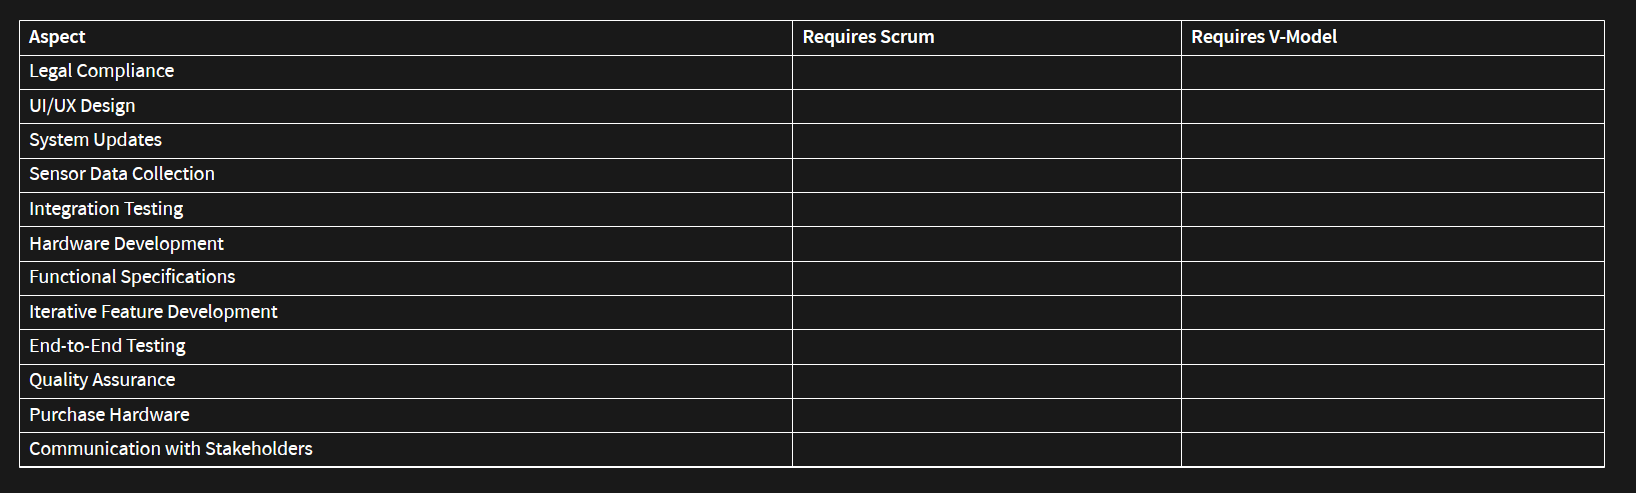 Aspect Requires Scrum Requires V-Model
Legal Compliance
UI/UX Design
System Updates
Sensor Data Collection
Integration Testing
Hardware Development
Functional Specifications
Iterative Feature Development
End-to-End Testing
Quality Assurance
Purchase Hardware
Communication with Stakeholders